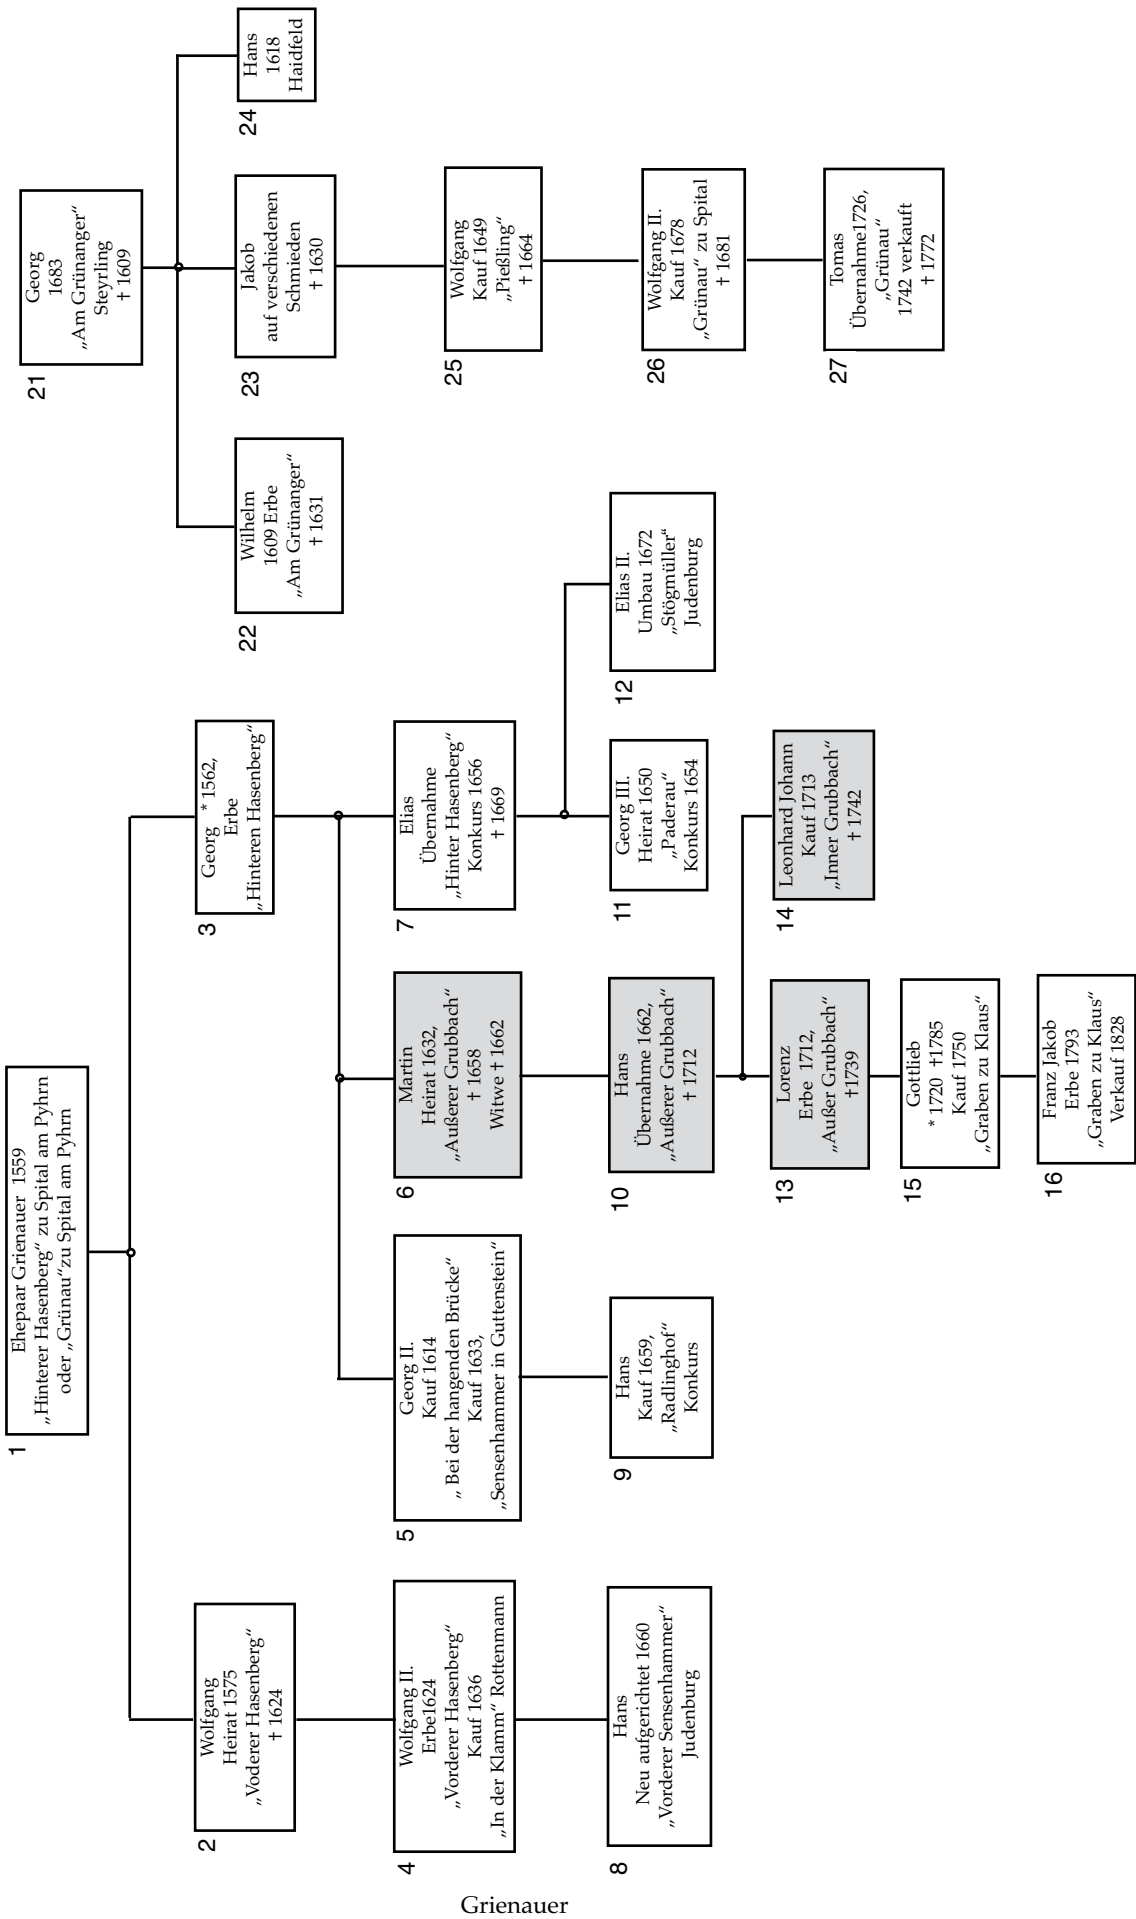 1
Ehepaar Grienauer 1559
„Hinterer Hasenberg“ zu Spital am Pyhrn
oder „Grünau“zu Spital am Pyhrn
2
Wolfgang
Heirat 1575
„Voderer Hasenberg“
† 1624
3
Georg * 1562,
Erbe
„Hinteren Hasenberg“
4
Wolfgang II.
Erbe1624
„Vorderer Hasenberg“
Kauf 1636
„In der Klamm“ Rottenmann
5
Georg II.
Kauf 1614
„ Bei der hangenden Brücke“
Kauf 1633,
„Sensenhammer in Guttenstein“
6
Martin
Heirat 1632,
„Außerer Grubbach“
† 1658
Witwe † 1662
7
Elias
Übernahme
„Hinter Hasenberg“
Konkurs 1656
† 1669
8
Hans
Neu aufgerichtet 1660
„Vorderer Sensenhammer“
Judenburg
9
Hans
Kauf 1659,
„Radlinghof“
Konkurs
10
Hans
Übernahme 1662,
„Außerer Grubbach“
† 1712
11
Georg III.
Heirat 1650
„Paderau“
Konkurs 1654
12
Elias II.
Umbau 1672
„Stögmüller“
Judenburg
13
Lorenz
Erbe 1712,
„Außer Grubbach“
†1739
14
Leonhard Johann
Kauf 1713
„Inner Grubbach“
† 1742
15
Gottlieb
* 1720 †1785
Kauf 1750
„Graben zu Klaus“
16
Franz Jakob
Erbe 1793
„Graben zu Klaus“
Verkauf 1828
21
Georg
1683
„Am Grünanger“
Steyrling
† 1609
22
Wilhelm
1609 Erbe
„Am Grünanger“
† 1631
23
Jakob
auf verschiedenen
Schmieden
† 1630
24
Hans
1618
Haidfeld
25
Wolfgang
Kauf 1649
„Pießling“
† 1664
26
Wolfgang II.
Kauf 1678
„Grünau“ zu Spital
† 1681
27
Tomas
Übernahme1726,
„Grünau“
1742 verkauft
† 1772
Grienauer